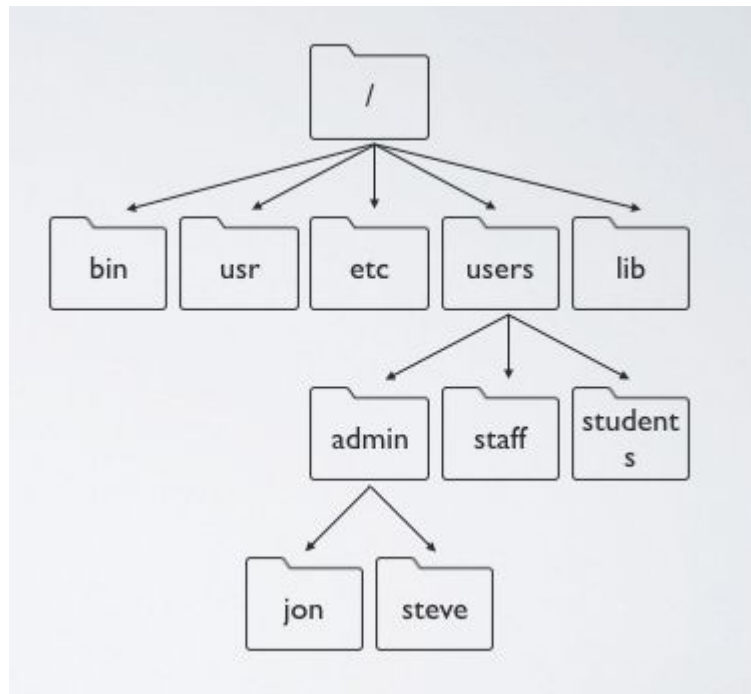 /
bin usr etc users lib
admin staff student
s
jon steve